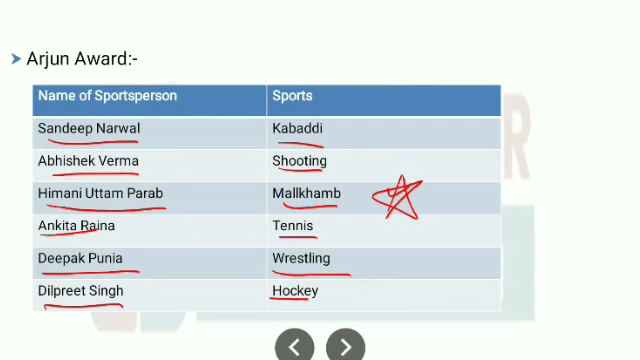 Arjun Award:-
Name of Sportsperson Sports
Sandeep Narwal Kabaddi
Abhishek Verma Shooting
Himani Uttam Parab Mallkhamb
Ankita Raina Tennis
Deepak Punia Wrestling
Dilpreet Singh Hockey